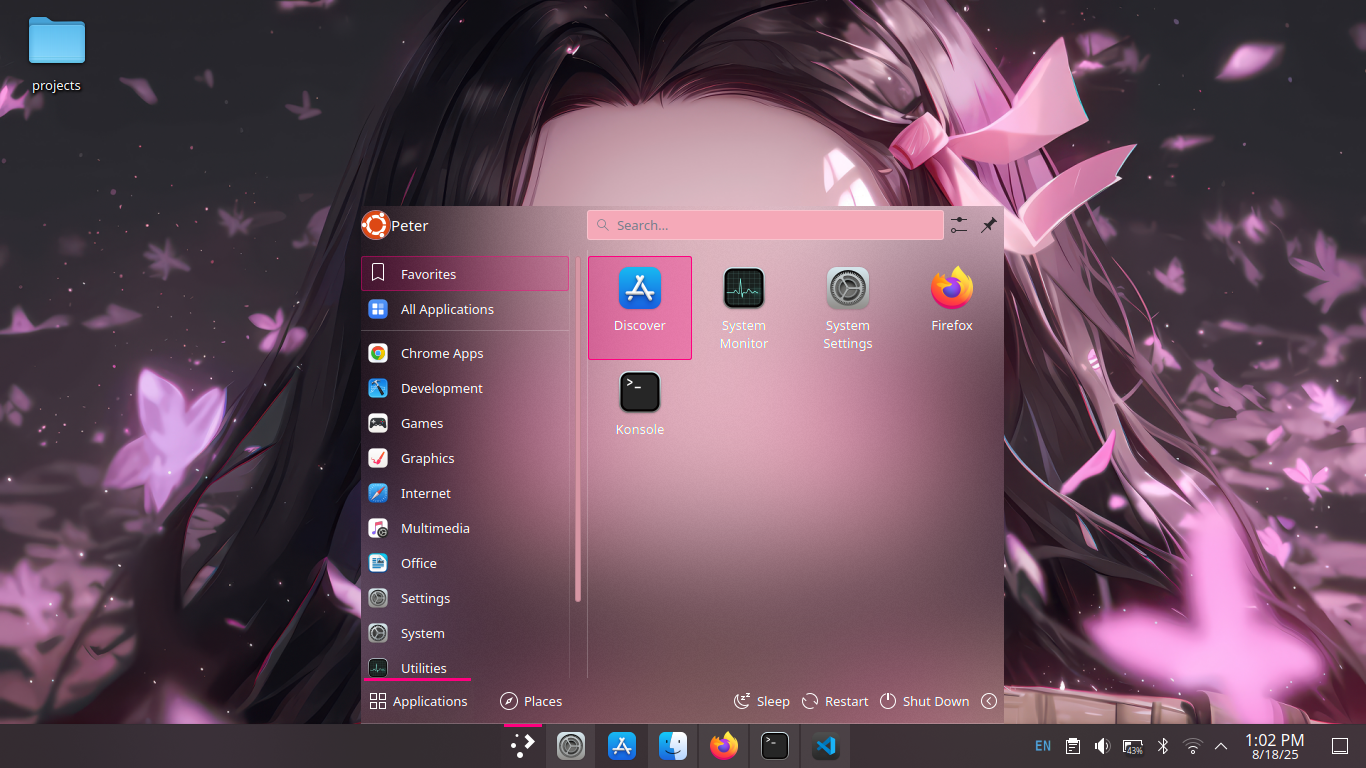 projects
Peter
Search...
Favorites
All Applications
Chrome Apps
Development
Games
Graphics
Internet
Multimedia
Office
Settings
System
Utilities
Discover
System
Monitor
System
Settings
Firefox
Konsole
Applications
Places
Sleep
Restart
Shut Down
EN
43%
1:02 PM
8/18/25